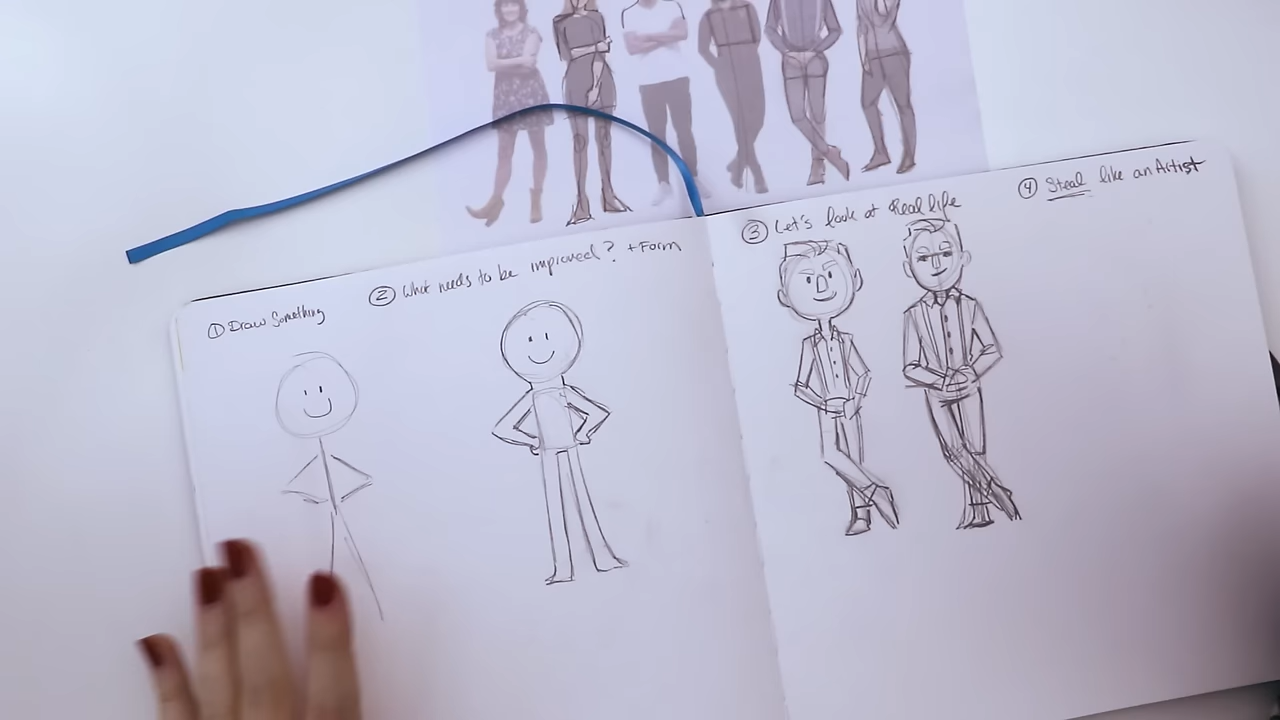 ① Draw Something
② What needs to be improved? + Form
③ Let's look at Real life
④ Steal like an Artist